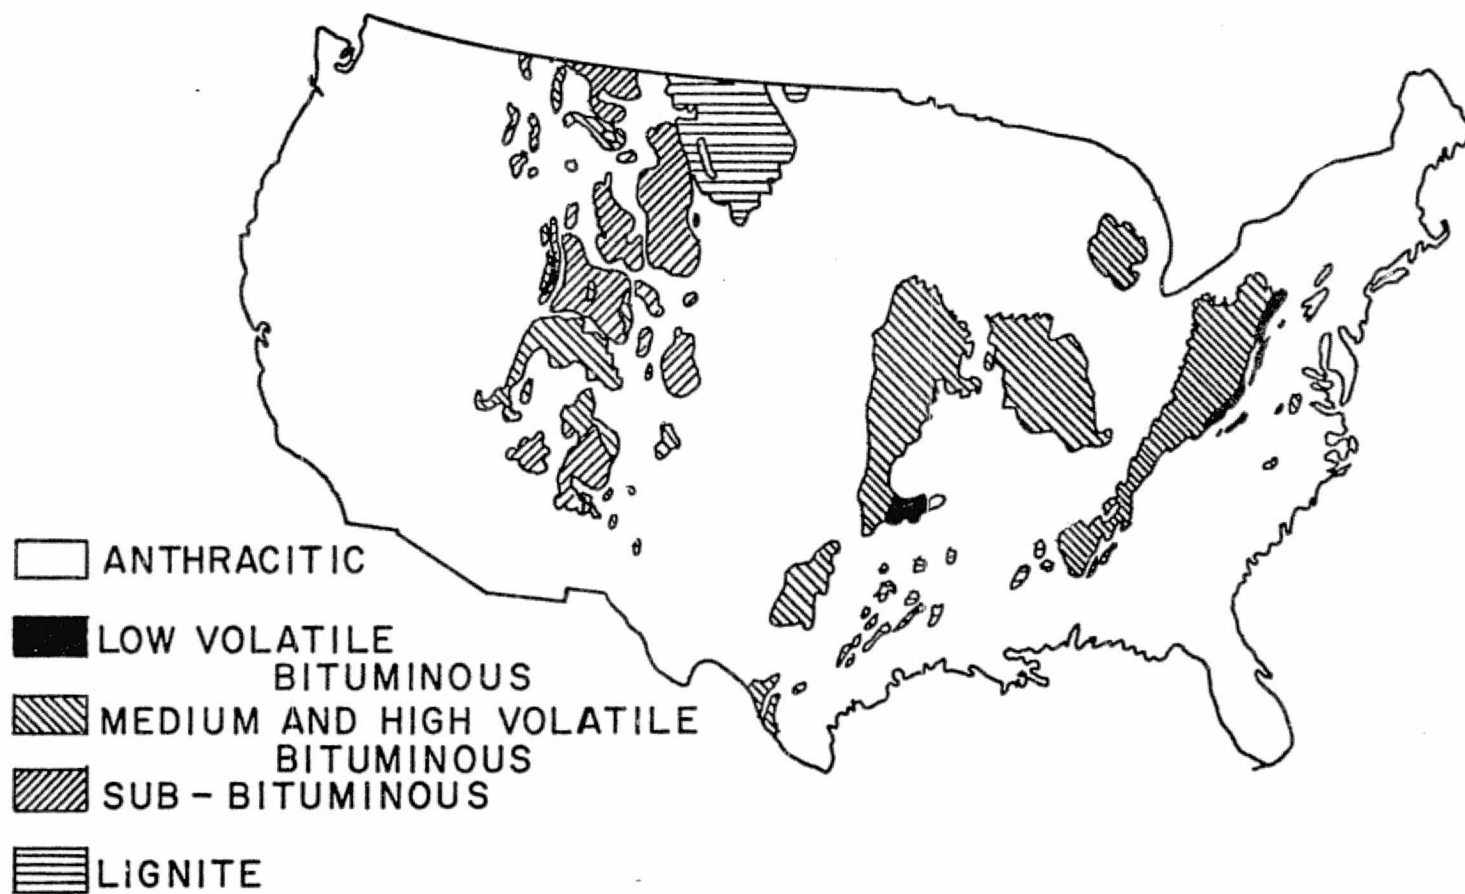 ANTHRACITIC
LOW VOLATILE
BITUMINOUS
MEDIUM AND HIGH VOLATILE
BITUMINOUS
SUB-BITUMINOUS
LiGNITE